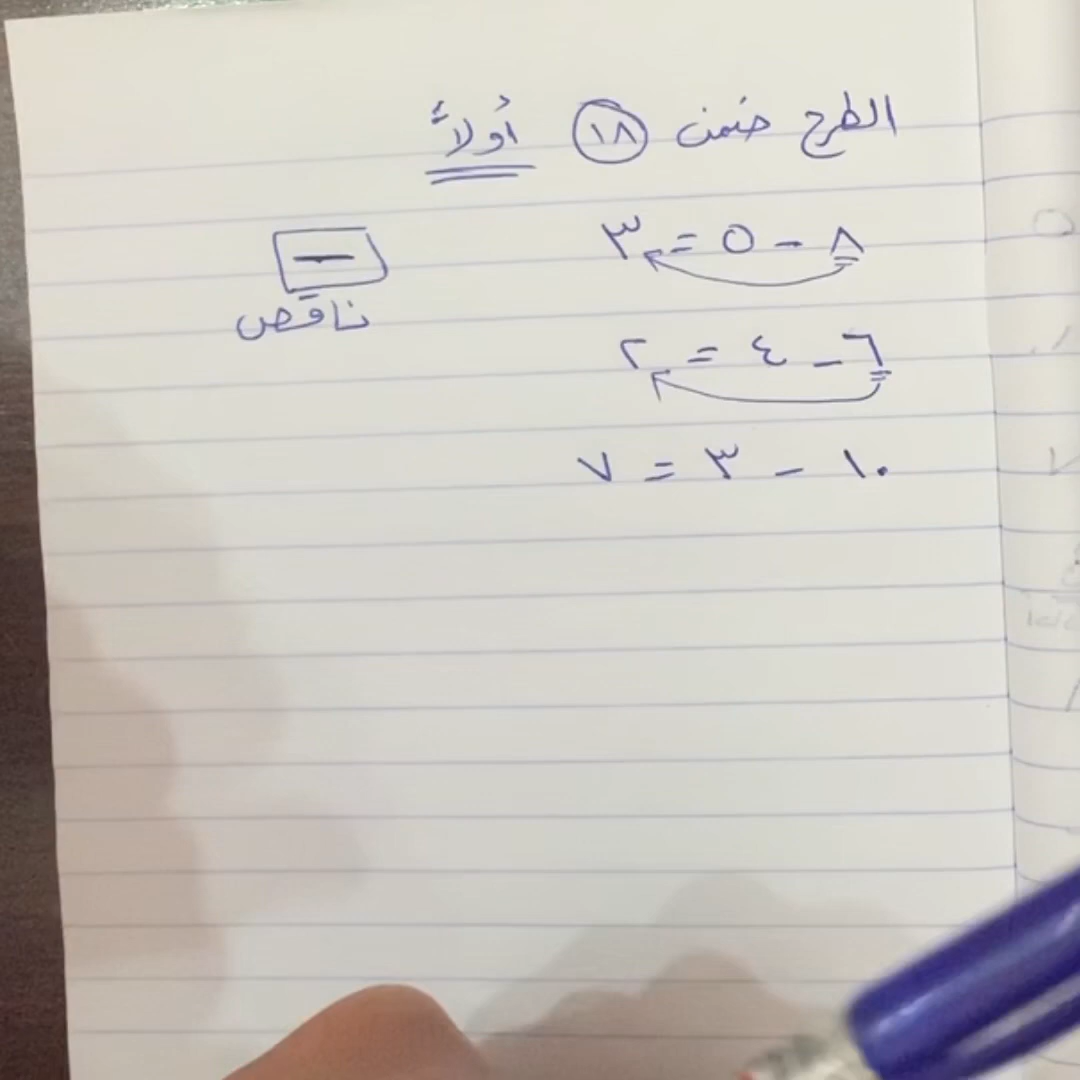 الطرح ضمن ١٨ أولاً
٨ - ٥ = ٣
-
ناقص
٦ - ٤ = ٢
١٠ - ٣ = ٧